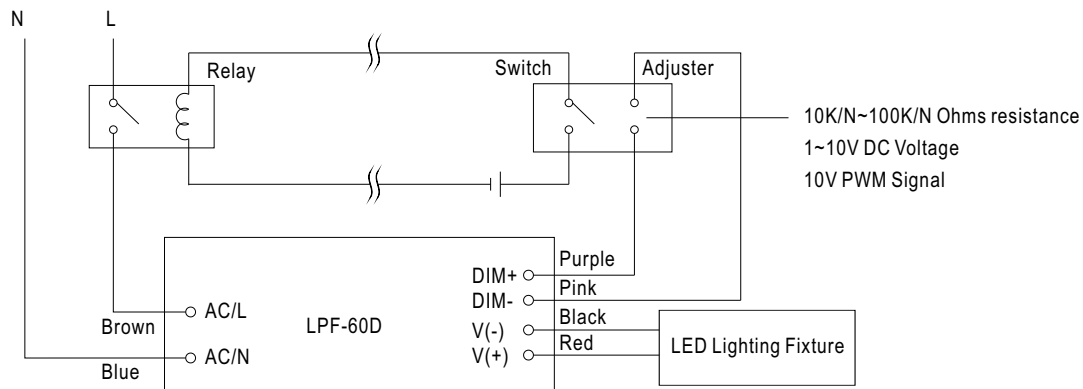 N
L
Relay
Switch
Adjuster
10K/N~100K/N Ohms resistance
1~10V DC Voltage
10V PWM Signal
Purple
DIM+
Pink
DIM-
Black
V(-)
Red
V(+)
AC/L
Brown
LPF-60D
AC/N
Blue
LED Lighting Fixture